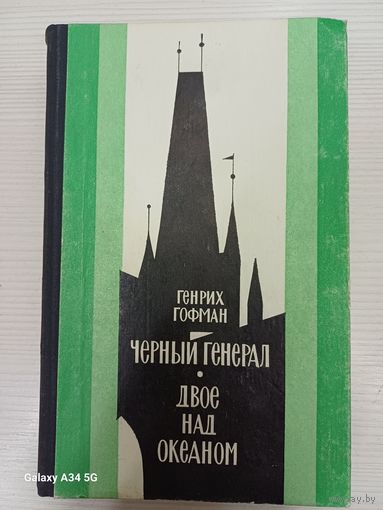 ГЕНРИХ
ГОФМАН
ЧЕРНЫЙ ГЕНЕРАЛ
•
ДВОЕ
НАД
ОКЕАНОМ
Galaxy A34 5G